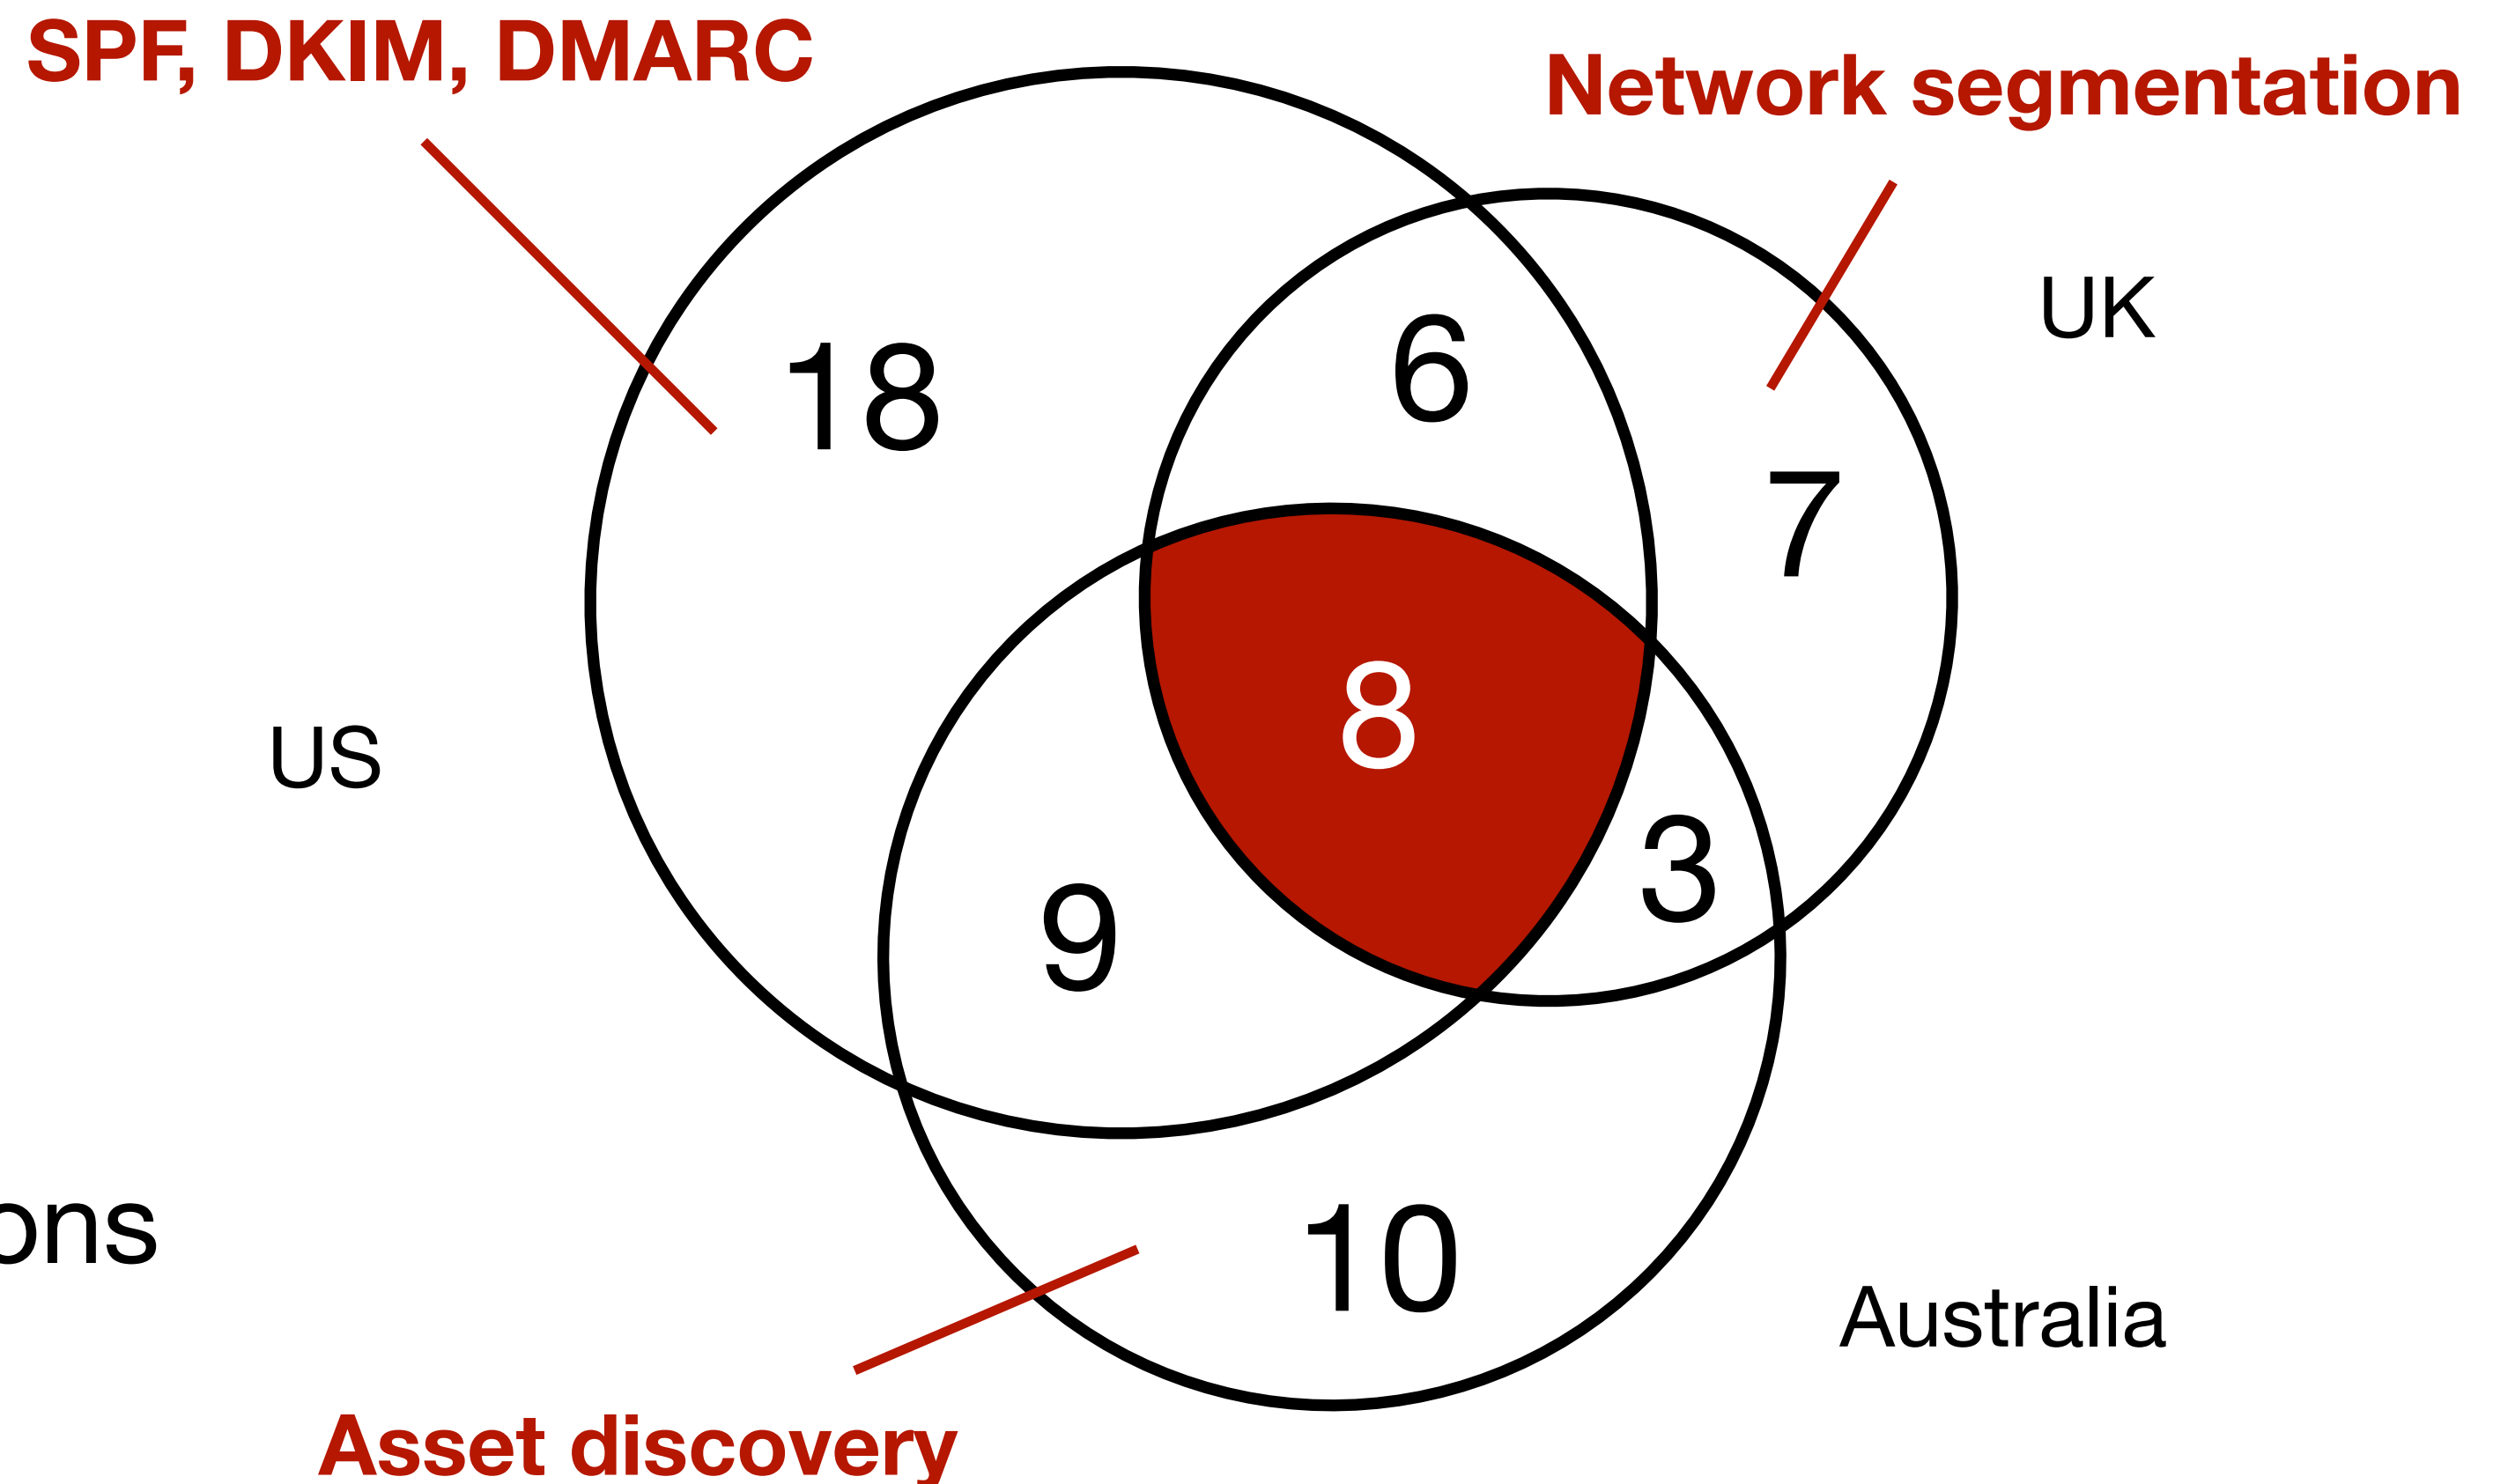 SPF, DKIM, DMARC
Network segmentation
UK
18
6
7
US
8
3
9
ons
10
Australia
Asset discovery